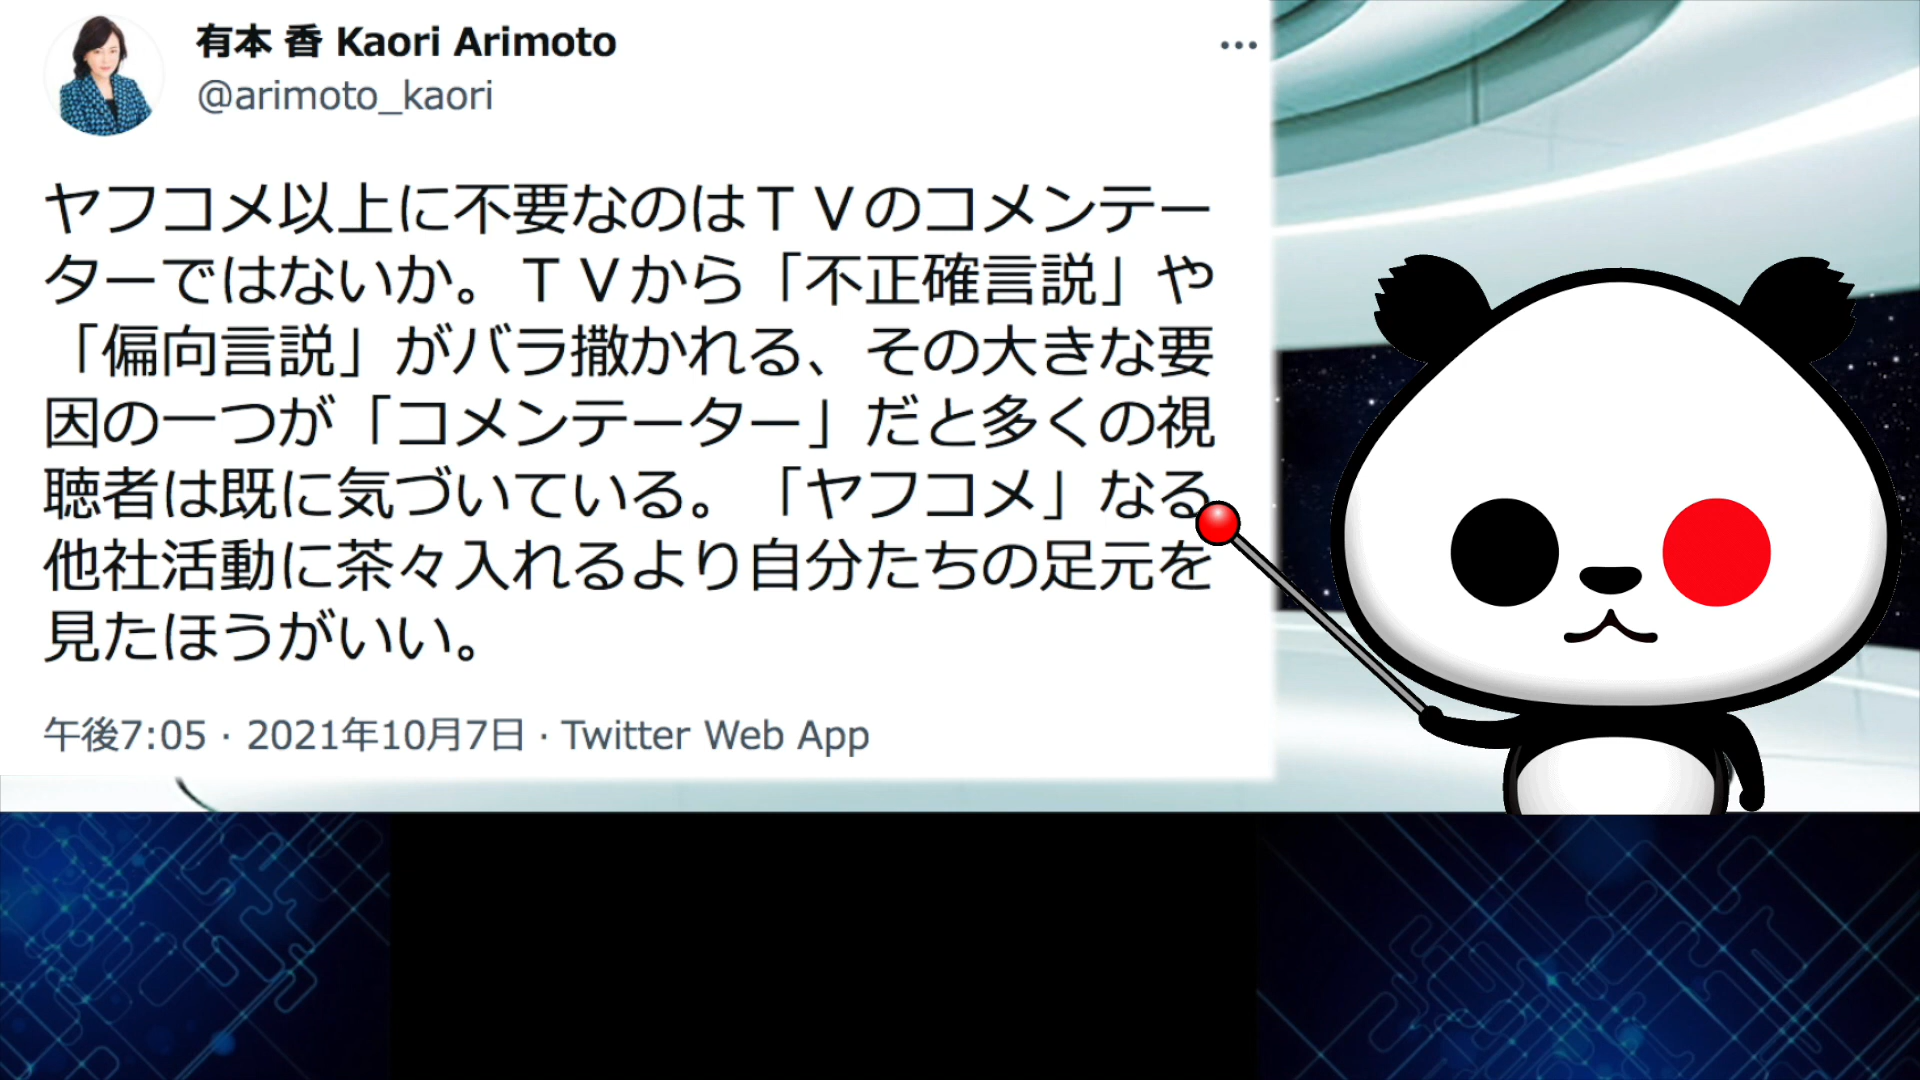 有本 香 Kaori Arimoto
@arimoto_kaori
ヤフコメ以上に不要なのはＴＶのコメンテー
ターではないか。ＴＶから「不正確言説」や
「偏向言説」がバラ撒かれる、その大きな要
因の一つが「コメンテーター」だと多くの視
聴者は既に気づいている。「ヤフコメ」なる
他社活動に茶々入れるより自分たちの足元を
見たほうがいい。
午後7:05 · 2021年10月7日 · Twitter Web App